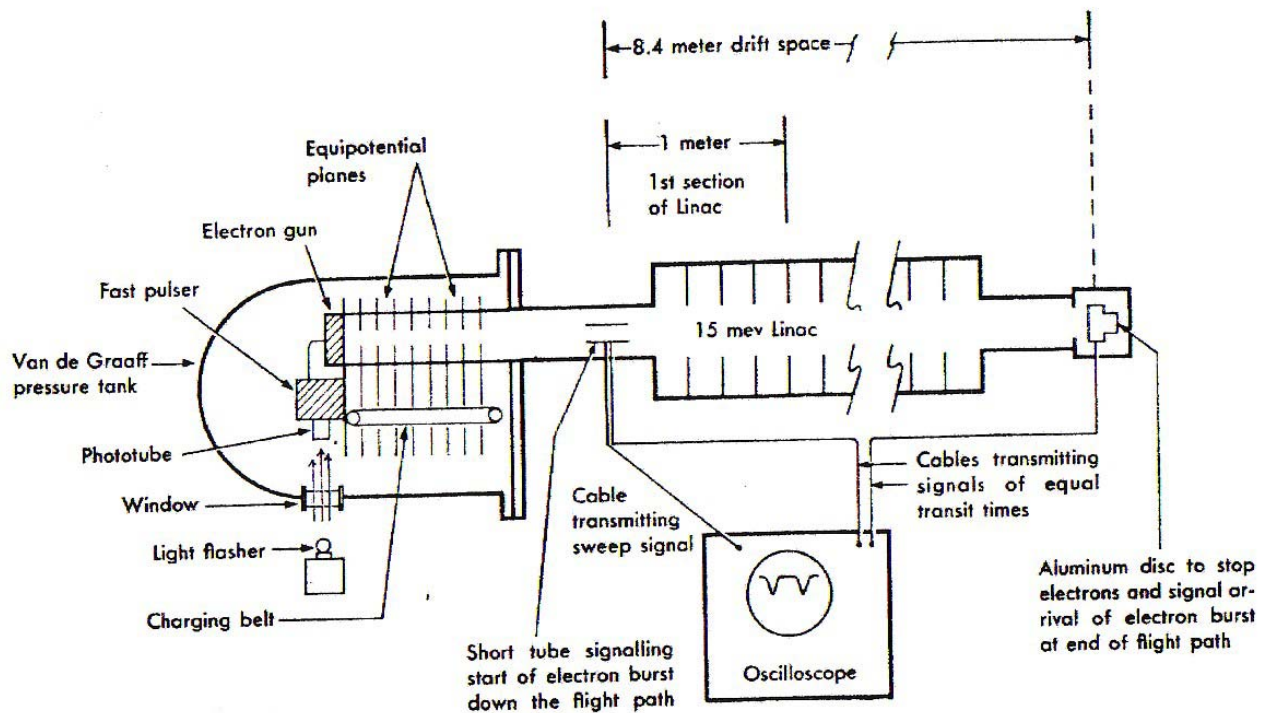 8.4 meter drift space
1 meter
1st section
of Linac
Equipotential
planes
Electron gun
Fast pulser
Van de Graaff
pressure tank
Phototube
Window
Light flasher
Charging belt
15 mev Linac
Cable
transmitting
sweep signal
Cables transmitting
signals of equal
transit times
Short tube signalling
start of electron burst
down the flight path
Oscilloscope
Aluminum disc to stop
electrons and signal ar-
rival of electron burst
at end of flight path